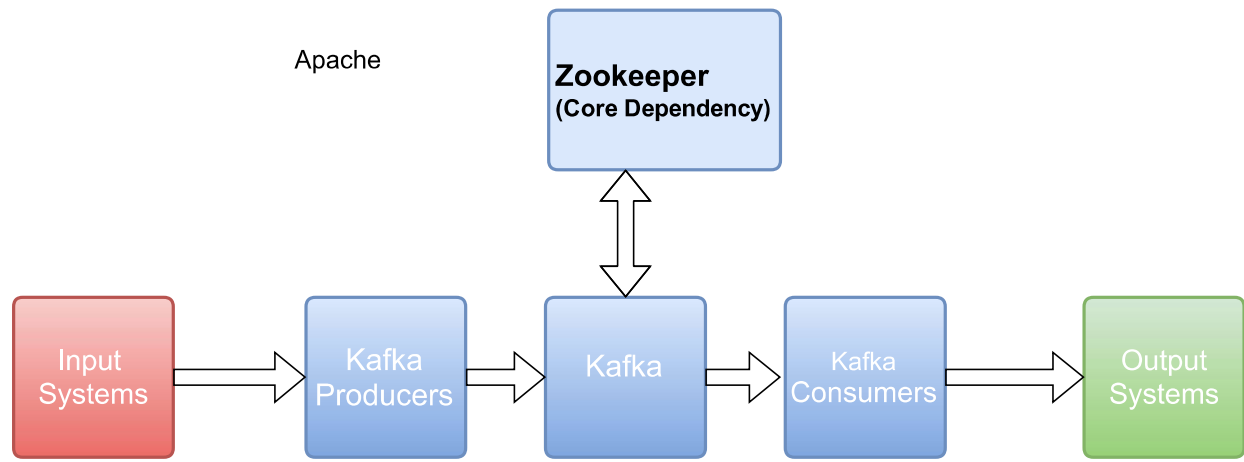 Apache
Zookeeper
(Core Dependency)
Input
Systems
Kafka
Producers
Kafka
Kafka
Consumers
Output
Systems